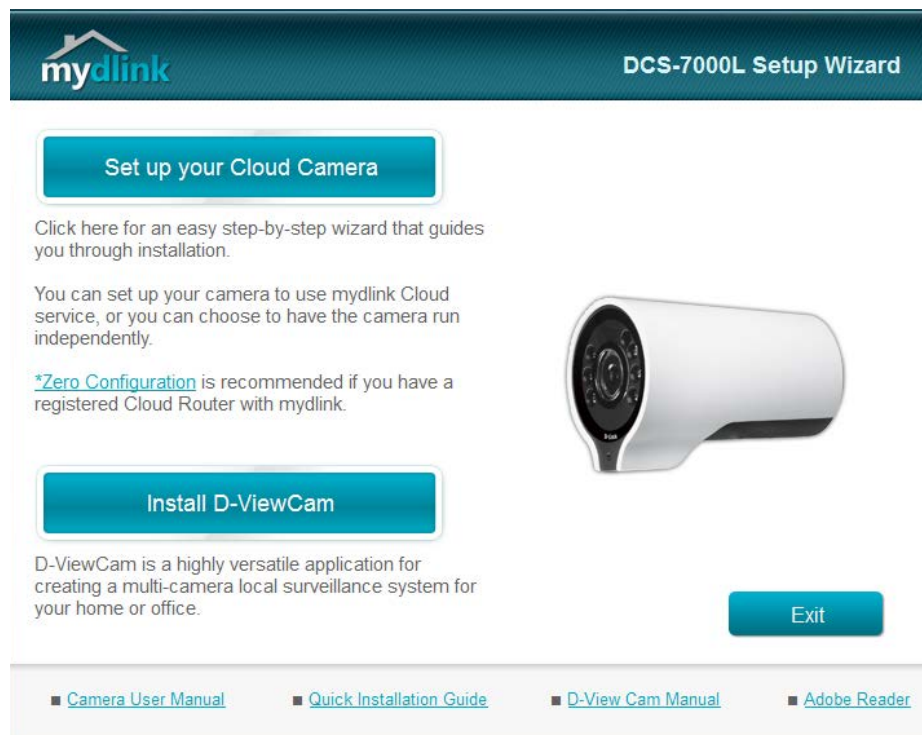 mydlink
DCS-7000L Setup Wizard
Set up your Cloud Camera
Click here for an easy step-by-step wizard that guides
you through installation.
You can set up your camera to use mydlink Cloud
service, or you can choose to have the camera run
independently.
*Zero Configuration is recommended if you have a
registered Cloud Router with mydlink.
D-Link
Install D-ViewCam
D-ViewCam is a highly versatile application for
creating a multi-camera local surveillance system for
your home or office.
Exit
Camera User Manual
Quick Installation Guide
D-View Cam Manual
Adobe Reader